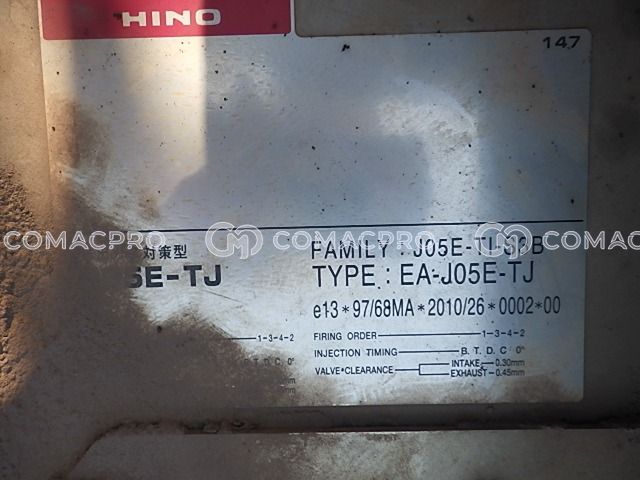 HINO
147
対策型
5E-TJ
FAMILY : J05E-TI
TYPE : EA-J05E-TJ
e13*97/68MA*2010/26*0002*00
1-3-4-2
FIRING ORDER 1-3-4-2
T. D. C. 0°
INJECTION TIMING B. T. D. C 0°
VALVE•CLEARANCE INTAKE 0.30mm
EXHAUST 0.45mm
COMACPRO COMACPRO COMACPRO